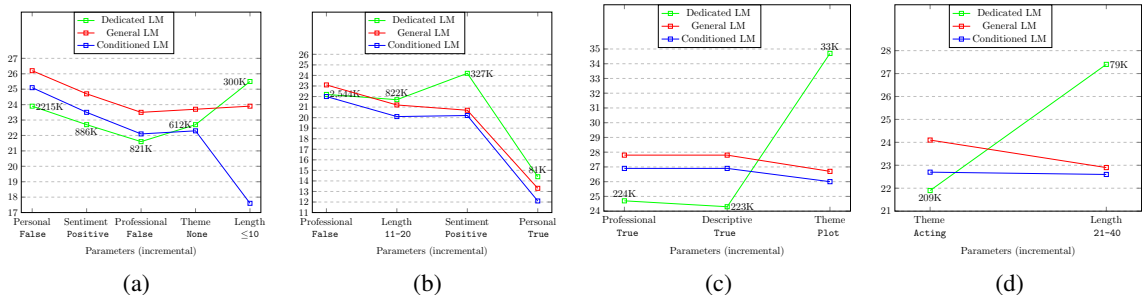 Dedicated LM
General LM
Conditioned LM
27
26
25
24
23
22
21
20
19
18
17
2215K
886K
821K
612K
300K
Personal Sentiment Professional Theme Length
False Positive False None ≤10
Parameters (incremental)
(a)
Dedicated LM
General LM
Conditioned LM
26
25
24
23
22
21
20
19
18
17
16
15
14
13
12
11
2,544K
822K
327K
81K
Professional Length Sentiment Personal
False 11-20 Positive True
Parameters (incremental)
(b)
Dedicated LM
General LM
Conditioned LM
35
34
33
32
31
30
29
28
27
26
25
24
224K
223K
33K
Professional Descriptive Theme
True True Plot
Parameters (incremental)
(c)
Dedicated LM
General LM
Conditioned LM
28
27
26
25
24
23
22
21
209K
79K
Theme Length
Acting 21-40
Parameters (incremental)
(d)